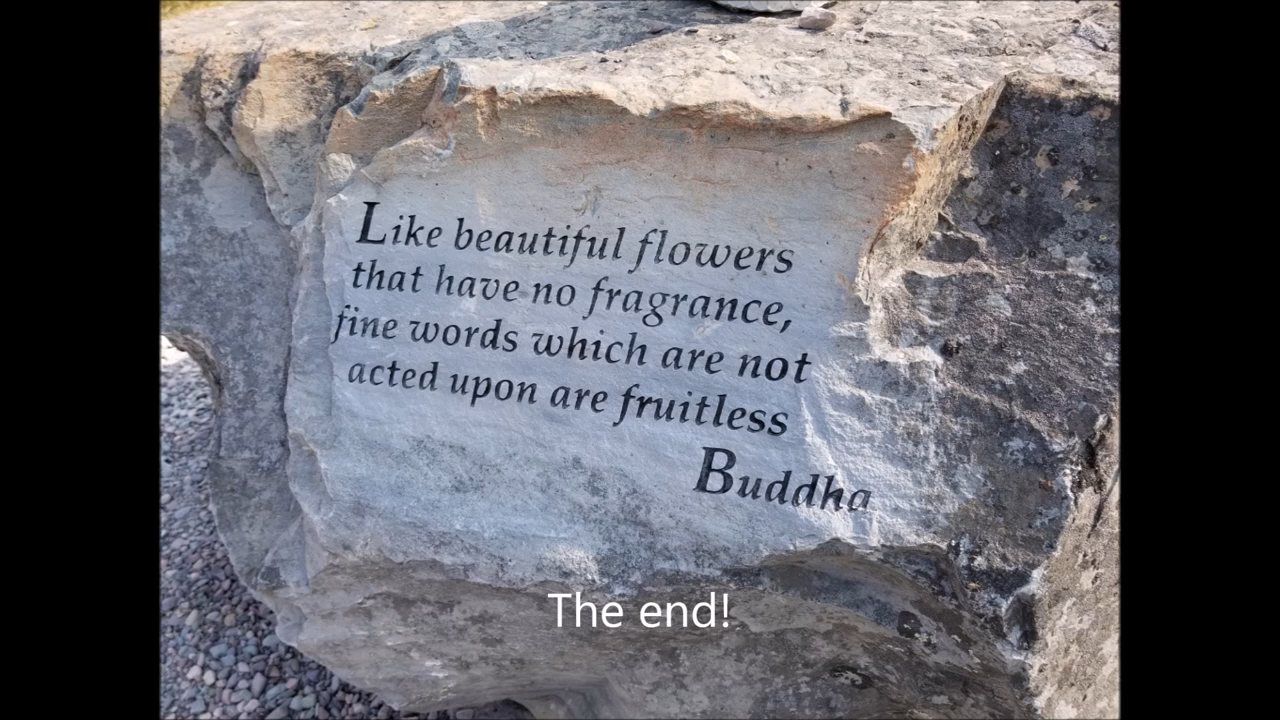 Like beautiful flowers
that have no fragrance,
fine words which are not
acted upon are fruitless
Buddha
The end!